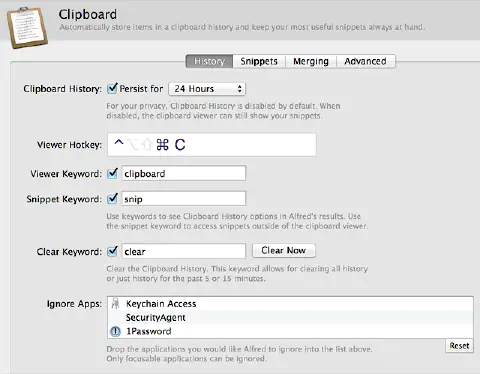 Clipboard
Automatically store items in a clipboard history and keep your most useful snippets always at hand.
History Snippets Merging Advanced
Clipboard History: Persist for 24 Hours
For your privacy, Clipboard History is disabled by default. When
disabled, the clipboard viewer can still show your snippets.
Viewer Hotkey: ^⌥⇧⌘ C
Viewer Keyword: clipboard
Snippet Keyword: snip
Use keywords to see Clipboard History options in Alfred's results. Use
the snippet keyword to access snippets outside of the clipboard viewer.
Clear Keyword: clear Clear Now
Clear the Clipboard History. This keyword allows for clearing all history
or just history for the past 5 or 15 minutes.
Ignore Apps: Keychain Access
SecurityAgent
1Password
Drop the applications you would like Alfred to ignore into the list above.
Only focusable applications can be ignored.
Reset